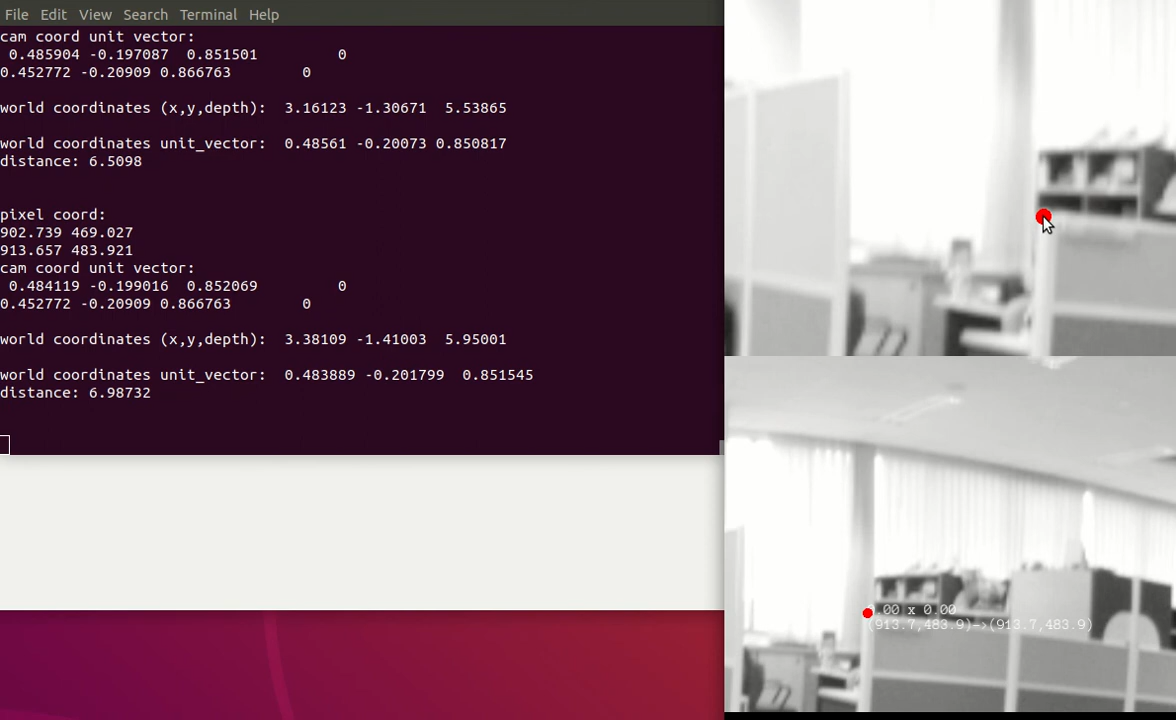 File Edit View Search Terminal Help
cam coord unit vector:
0.485904 -0.197087 0.851501 0
0.452772 -0.20909 0.866763 0
world coordinates (x,y,depth): 3.16123 -1.30671 5.53865
world coordinates unit_vector: 0.48561 -0.20073 0.850817
distance: 6.5098
pixel coord:
902.739 469.027
913.657 483.921
cam coord unit vector:
0.484119 -0.199016 0.852069 0
0.452772 -0.20909 0.866763 0
world coordinates (x,y,depth): 3.38109 -1.41003 5.95001
world coordinates unit_vector: 0.483889 -0.201799 0.851545
distance: 6.98732
.00 x 0.00
(913.7,483.9)->(913.7,483.9)